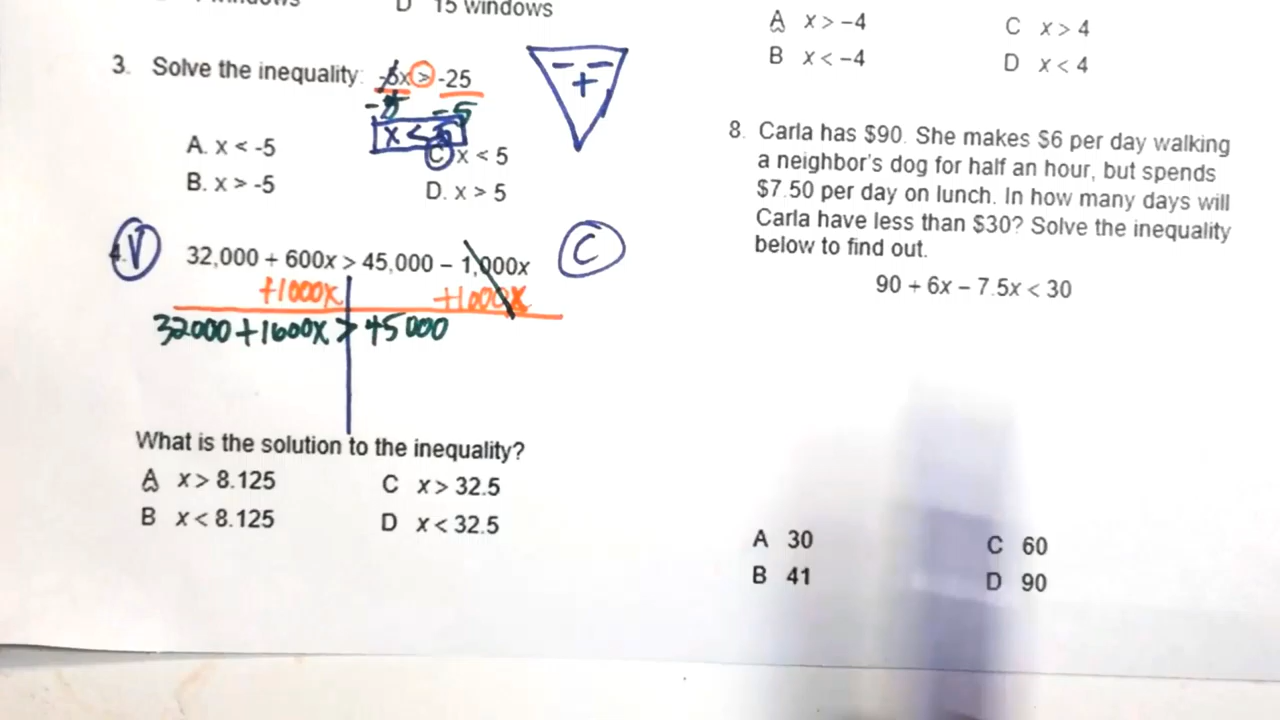 D 15 windows
3. Solve the inequality: -5x > -25
-5 -5
x < 5
- -
+
A. x < -5
C x < 5
B. x > -5
D. x > 5
4. V
32,000 + 600x > 45,000 – 1,000x
C
+1000x +1000x
32000+1600x > 45000
What is the solution to the inequality?
A x > 8.125
C x > 32.5
B x < 8.125
D x < 32.5
A x > –4
C x > 4
B x < –4
D x < 4
8. Carla has $90. She makes $6 per day walking
a neighbor's dog for half an hour, but spends
$7.50 per day on lunch. In how many days will
Carla have less than $30? Solve the inequality
below to find out.
90 + 6x – 7.5x < 30
A 30
C 60
B 41
D 90